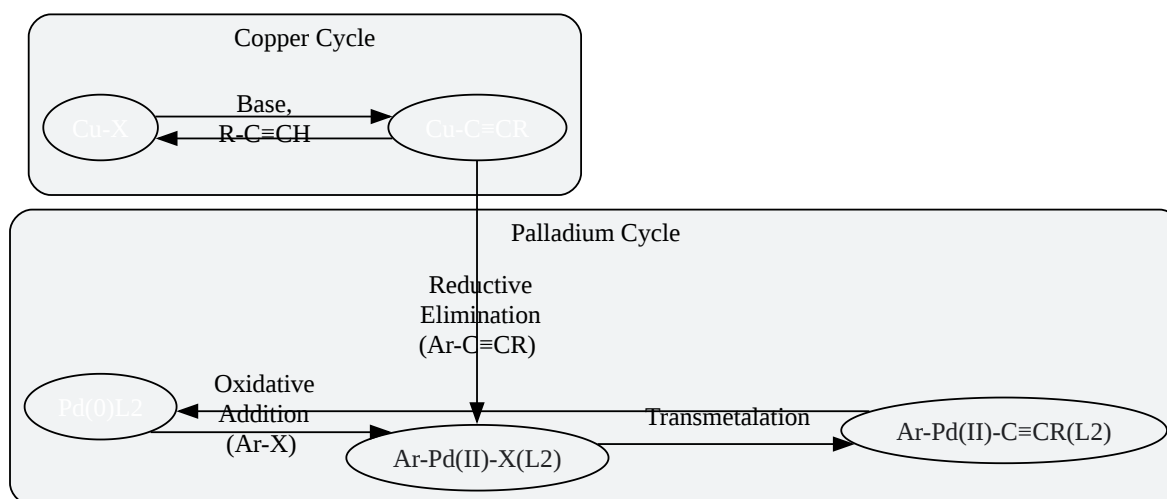 Copper Cycle
Cu-X
Base,
R-C≡CH
Cu-C≡CR
Palladium Cycle
Reductive
Elimination
(Ar-C≡CR)
Pd(0)L2
Oxidative
Addition
(Ar-X)
Ar-Pd(II)-X(L2)
Transmetalation
Ar-Pd(II)-C≡CR(L2)